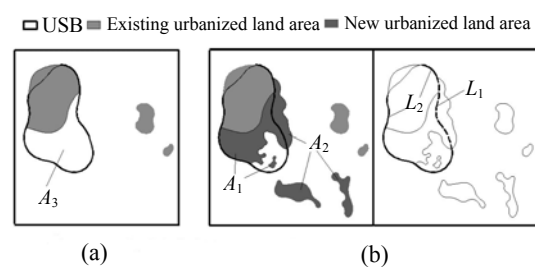 USB Existing urbanized land area New urbanized land area
A3
A1
A2
L2
L1
(a)
(b)